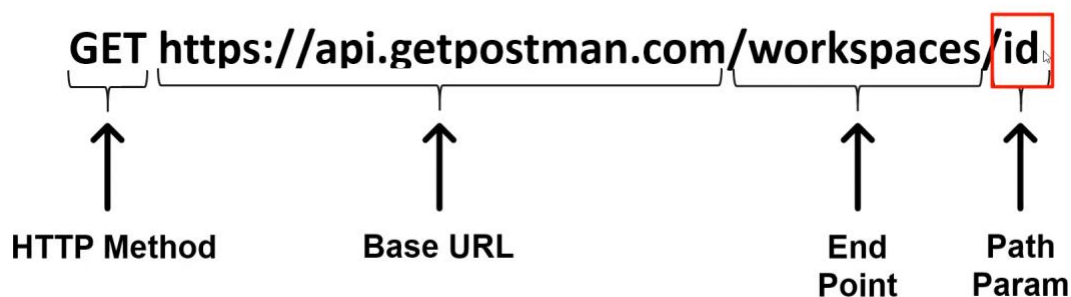 GET https://api.getpostman.com/workspaces/id
HTTP Method Base URL End Point Path Param